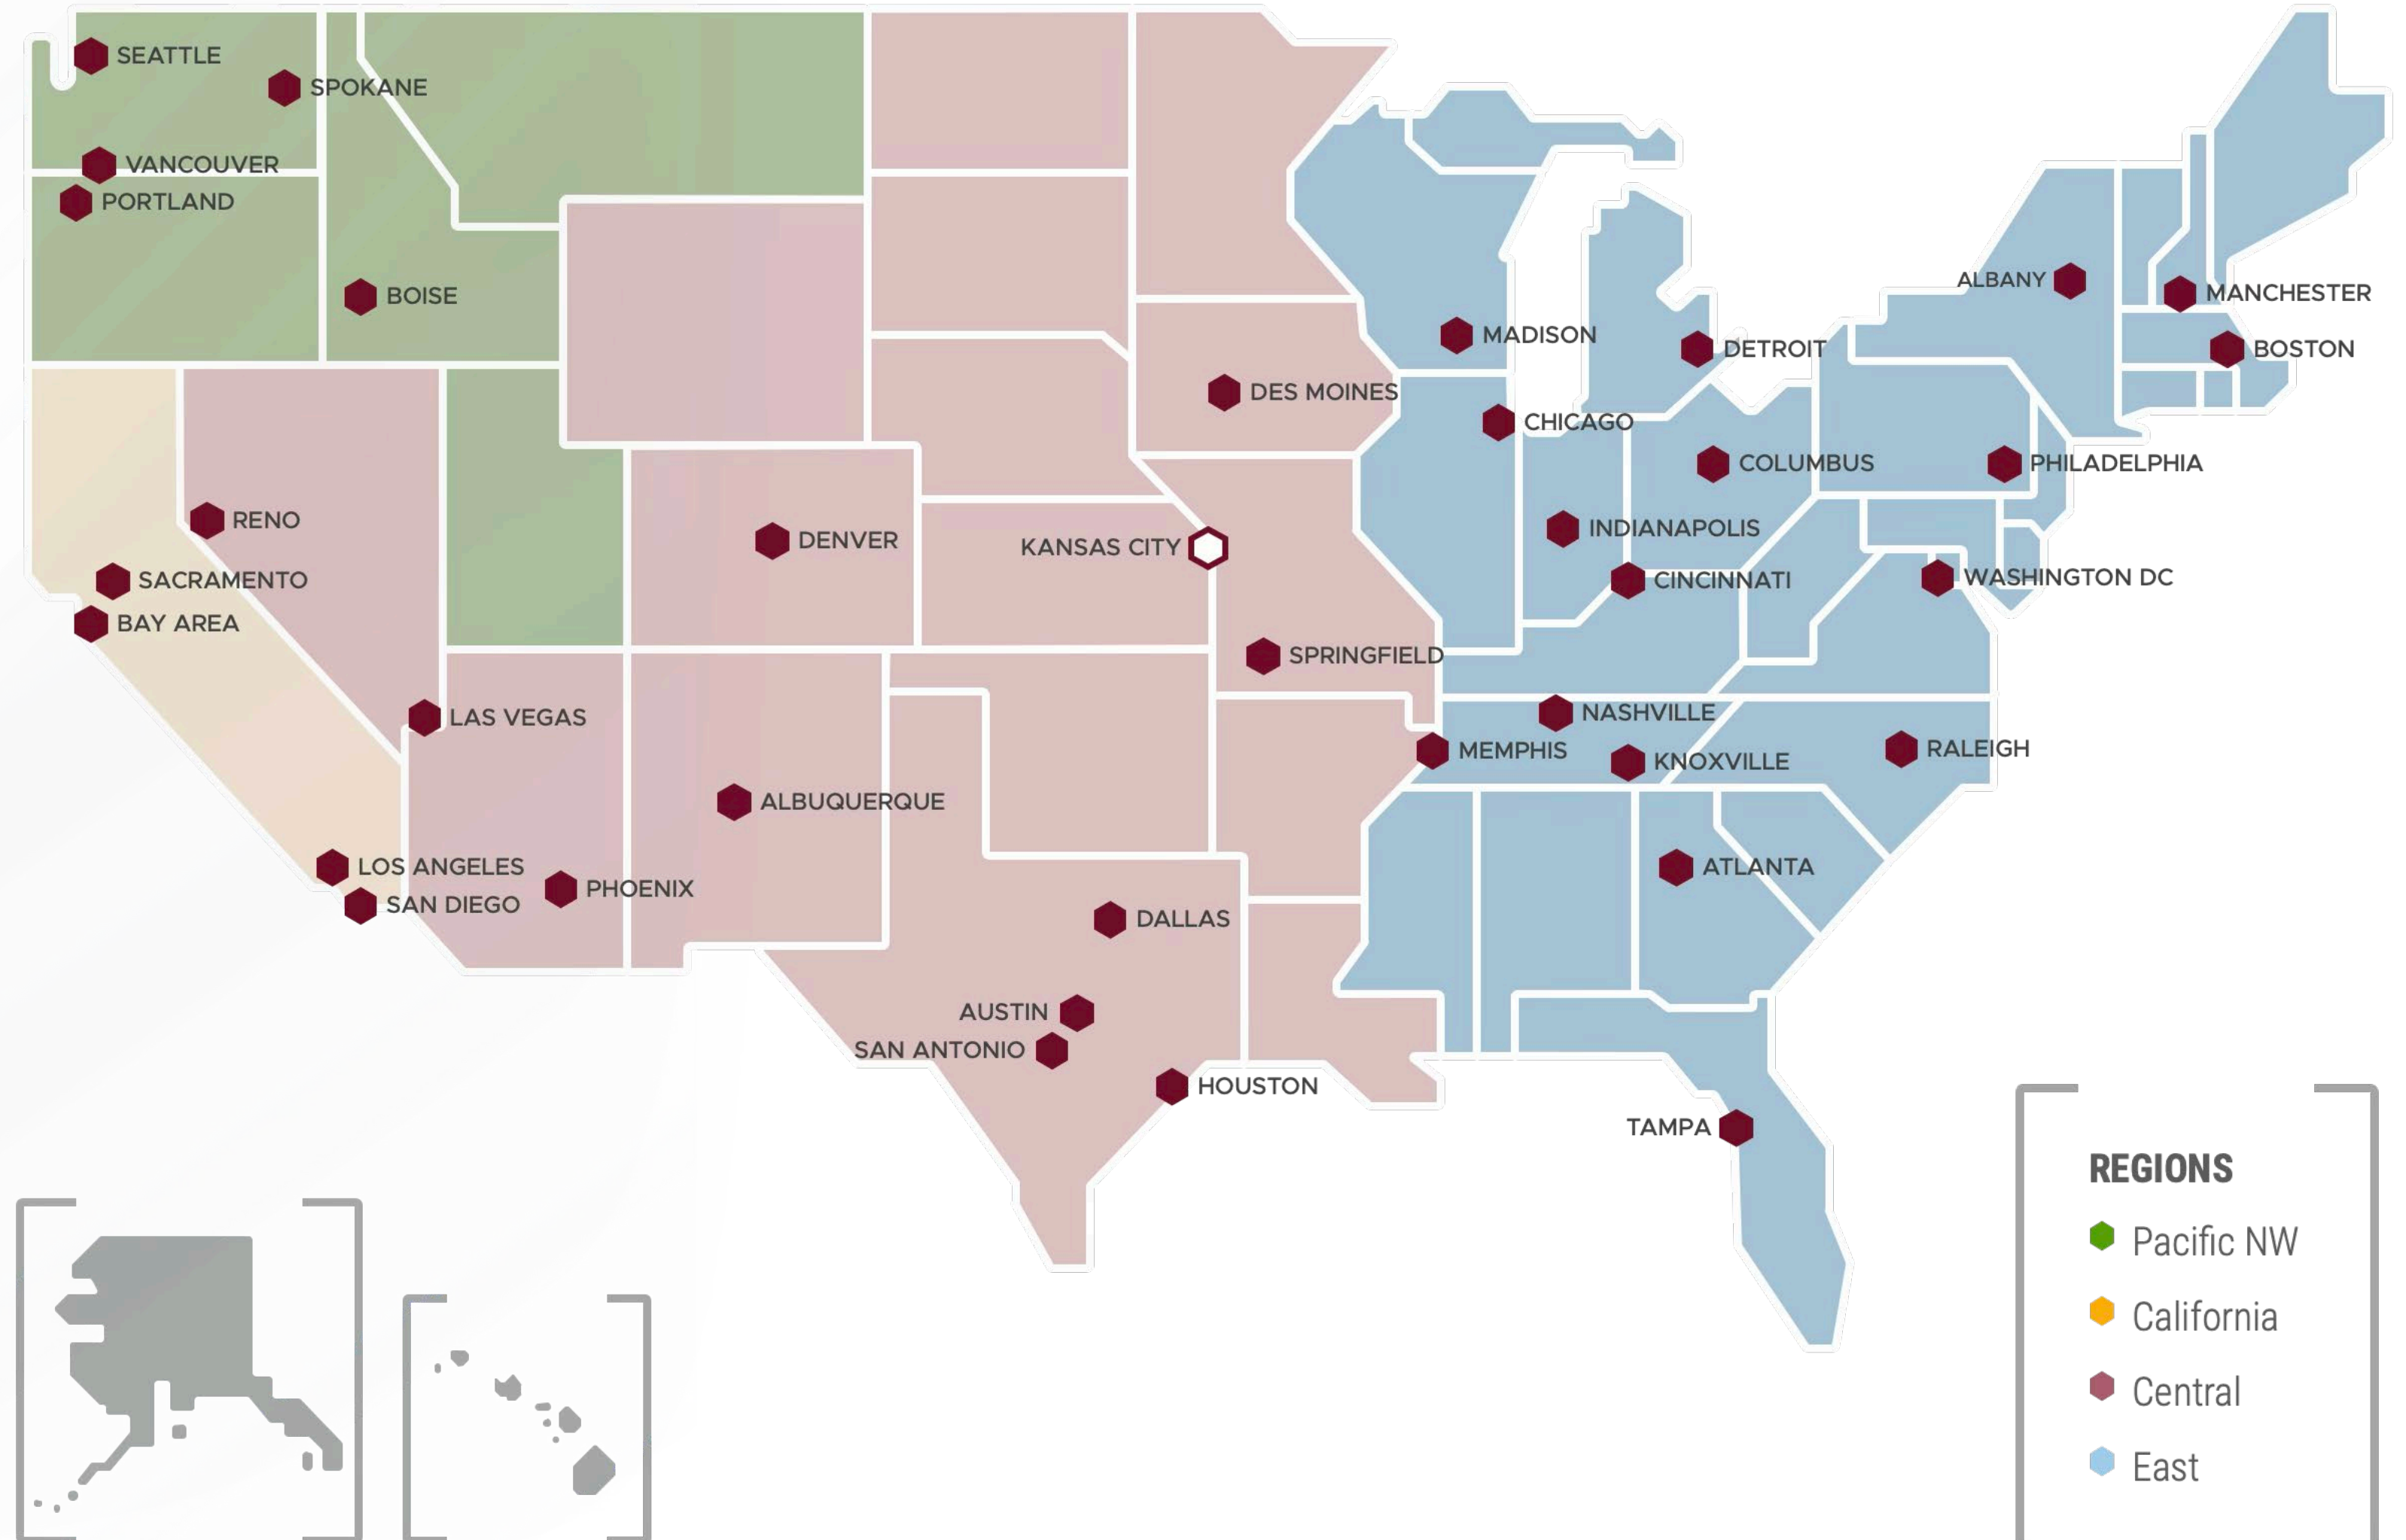 SEATTLE
SPOKANE
VANCOUVER
PORTLAND
BOISE
RENO
SACRAMENTO
BAY AREA
LAS VEGAS
LOS ANGELES
SAN DIEGO
PHOENIX
ALBUQUERQUE
DENVER
KANSAS CITY
DES MOINES
SPRINGFIELD
DALLAS
AUSTIN
SAN ANTONIO
HOUSTON
MADISON
CHICAGO
DETROIT
COLUMBUS
INDIANAPOLIS
CINCINNATI
NASHVILLE
MEMPHIS
KNOXVILLE
RALEIGH
ATLANTA
TAMPA
ALBANY
MANCHESTER
BOSTON
PHILADELPHIA
WASHINGTON DC
REGIONS
Pacific NW
California
Central
East